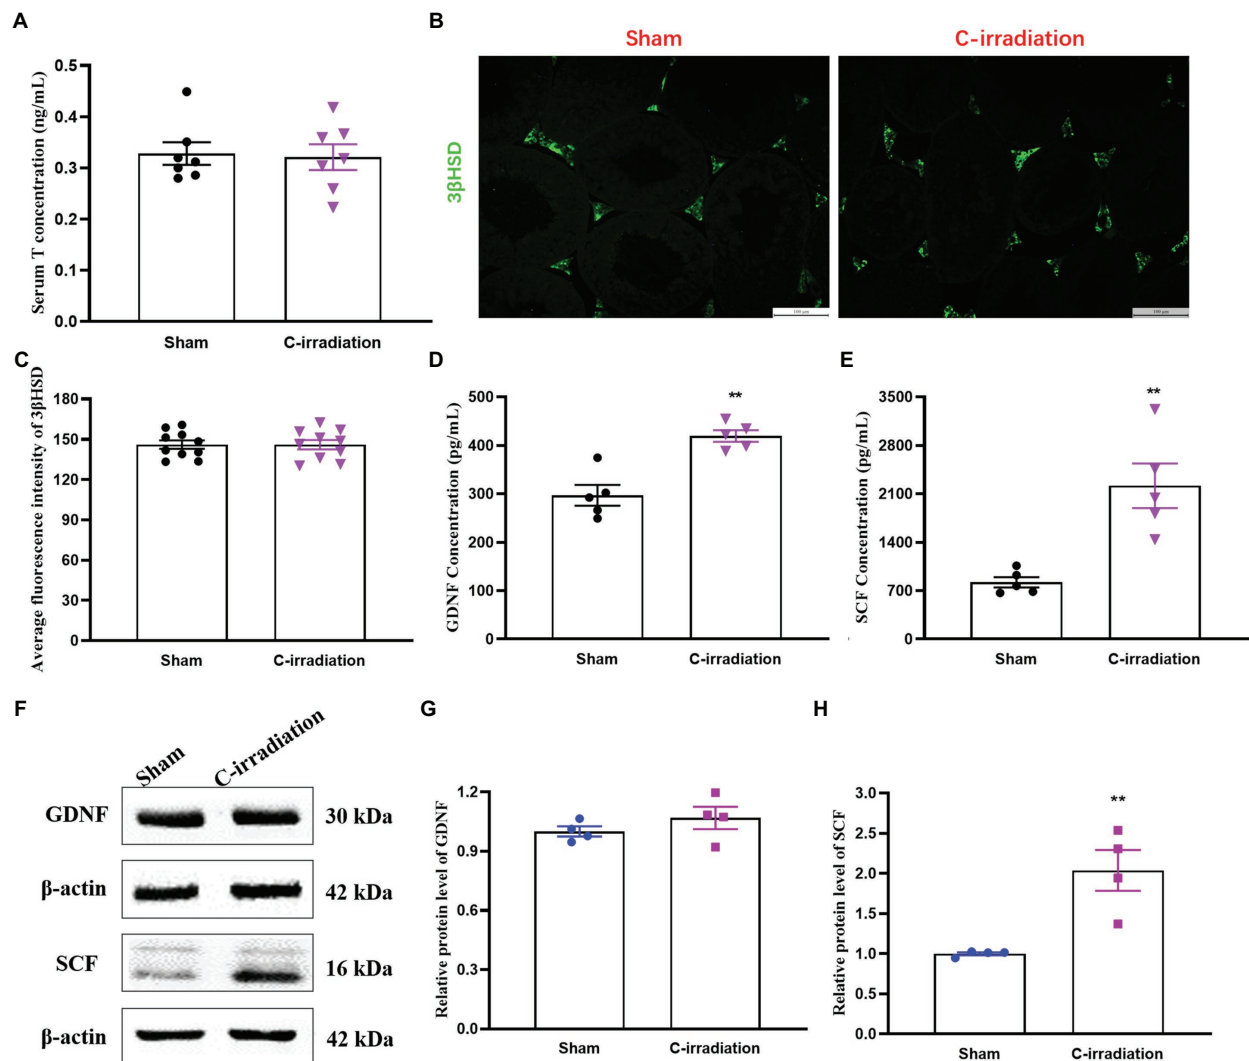 A
0.5
0.4
0.3
0.2
0.1
0.0
Serum T concentration (ng/mL)
Sham
C-irradiation
B
Sham
C-irradiation
3βHSD
100 μm
100 μm
C
180
150
120
90
60
30
0
Average fluorescence intensity of 3βHSD
Sham
C-irradiation
D
500
400
300
200
100
0
GDNF Concentration (pg/mL)
**
Sham
C-irradiation
E
3500
2800
2100
1400
700
0
SCF Concentration (pg/mL)
**
Sham
C-irradiation
F
Sham
C-irradiation
GDNF
30 kDa
β-actin
42 kDa
SCF
16 kDa
β-actin
42 kDa
G
1.2
0.9
0.6
0.3
0.0
Relative protein level of GDNF
Sham
C-irradiation
H
3.0
2.5
2.0
1.5
1.0
0.5
0.0
Relative protein level of SCF
**
Sham
C-irradiation